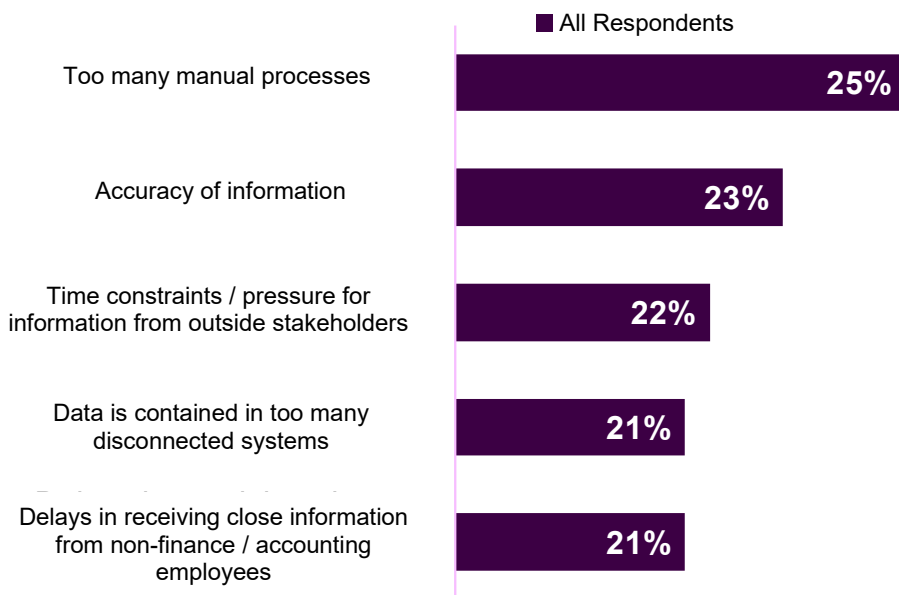 All Respondents
Too many manual processes
25%
Accuracy of information
23%
Time constraints / pressure for
information from outside stakeholders
22%
Data is contained in too many
disconnected systems
21%
Delays in receiving close information
from non-finance / accounting
employees
21%